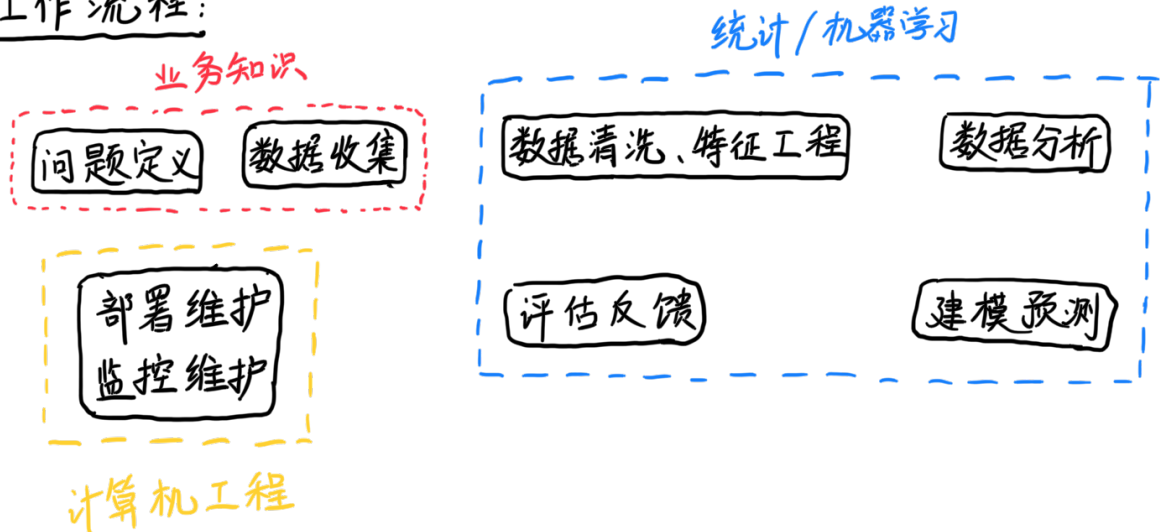 工作流程:
业务知识
统计/机器学习
问题定义
数据收集
数据清洗、特征工程
数据分析
部署维护
监控维护
评估反馈
建模预测
计算机工程